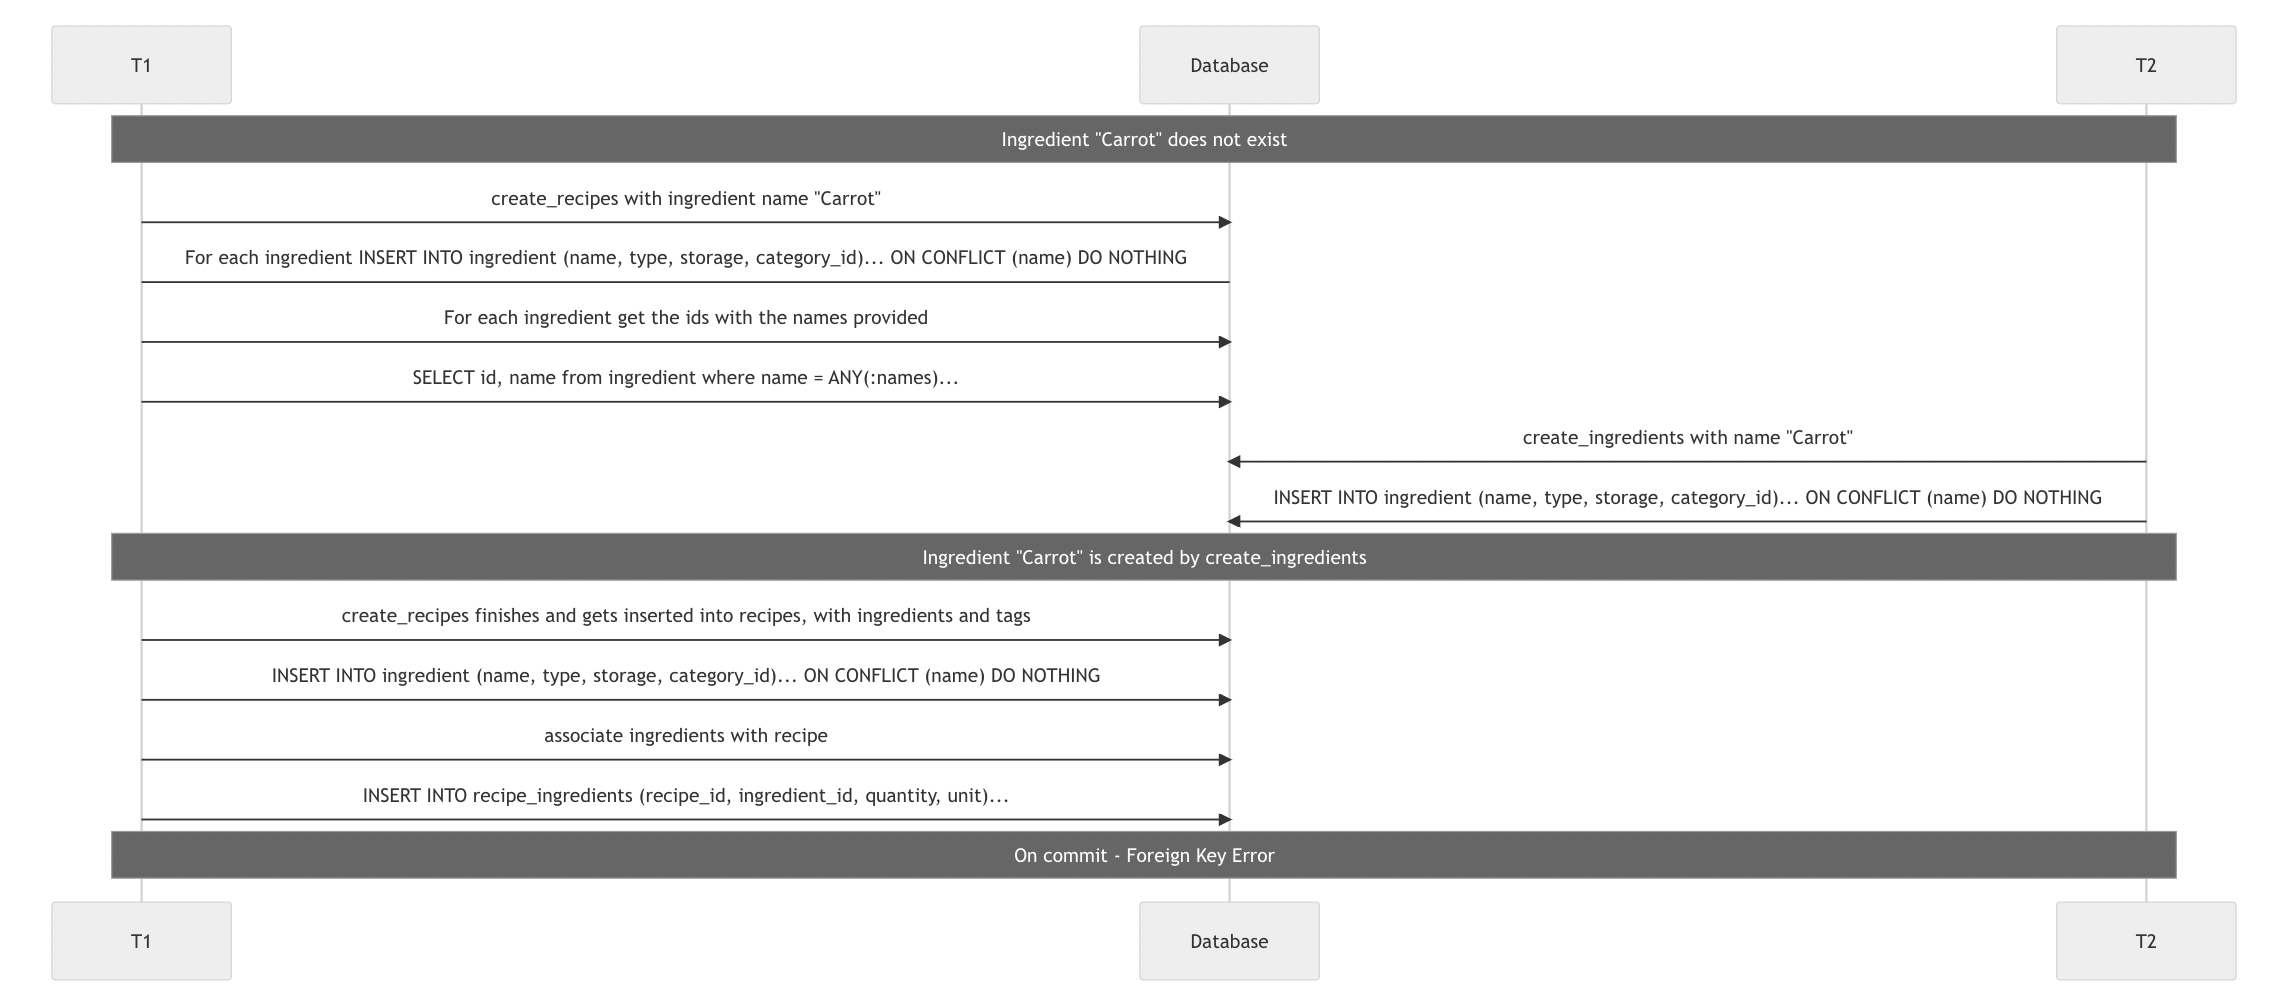 T1
Database
T2
Ingredient "Carrot" does not exist
create_recipes with ingredient name "Carrot"
For each ingredient INSERT INTO ingredient (name, type, storage, category_id)... ON CONFLICT (name) DO NOTHING
For each ingredient get the ids with the names provided
SELECT id, name from ingredient where name = ANY(:names)...
create_ingredients with name "Carrot"
INSERT INTO ingredient (name, type, storage, category_id)... ON CONFLICT (name) DO NOTHING
Ingredient "Carrot" is created by create_ingredients
create_recipes finishes and gets inserted into recipes, with ingredients and tags
INSERT INTO ingredient (name, type, storage, category_id)... ON CONFLICT (name) DO NOTHING
associate ingredients with recipe
INSERT INTO recipe_ingredients (recipe_id, ingredient_id, quantity, unit)...
On commit - Foreign Key Error
T1
Database
T2